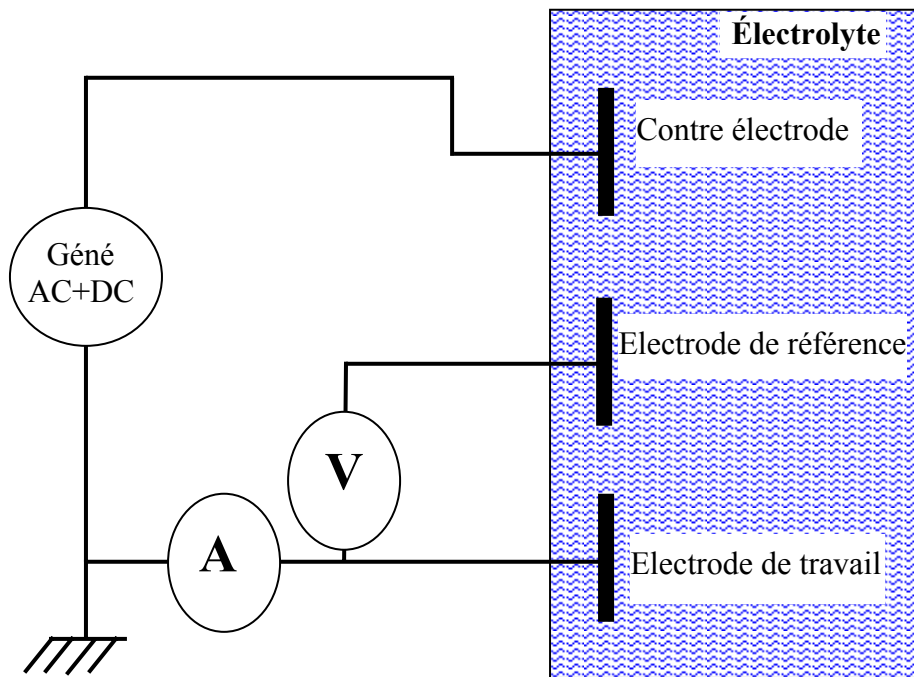 Électrolyte
Contre électrode
Géné
AC+DC
Electrode de référence
V
A
Electrode de travail